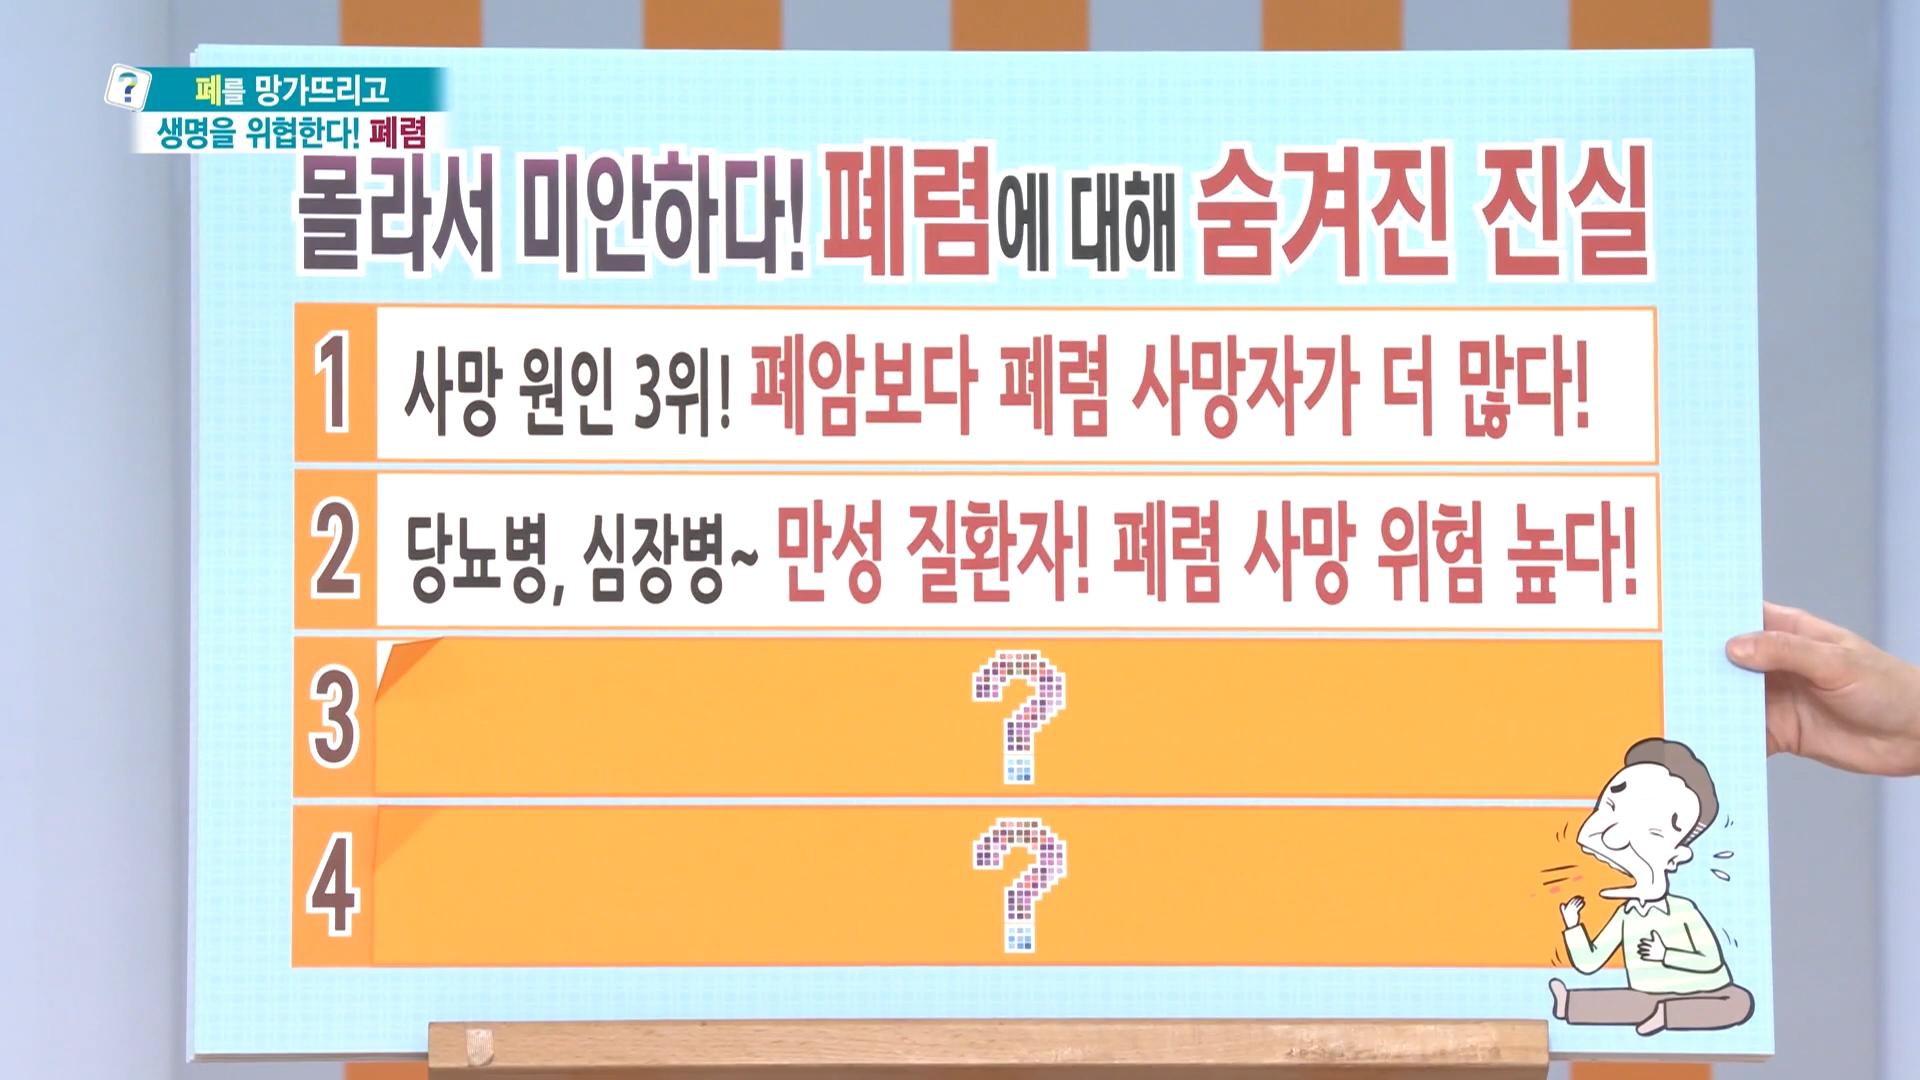 ?
폐를 망가뜨리고
생명을 위협한다! 폐렴
몰라서 미안하다! 폐렴에 대해 숨겨진 진실
1 사망 원인 3위! 폐암보다 폐렴 사망자가 더 많다!
2 당뇨병, 심장병~ 만성 질환자! 폐렴 사망 위험 높다!
3 ?
4 ?